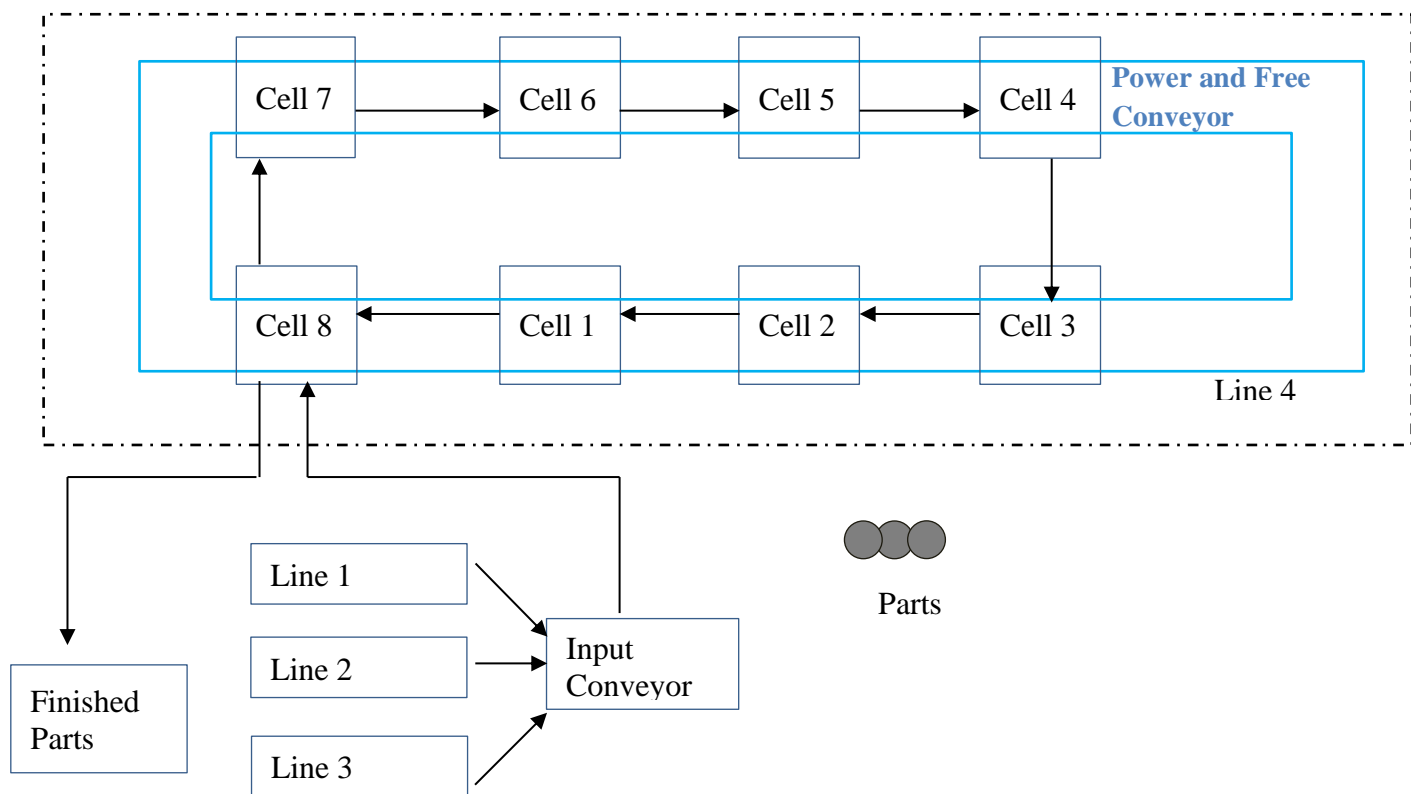 Cell 7
Cell 6
Cell 5
Cell 4
Power and Free
Conveyor
Cell 8
Cell 1
Cell 2
Cell 3
Line 4
Line 1
Line 2
Line 3
Input
Conveyor
Parts
Finished
Parts